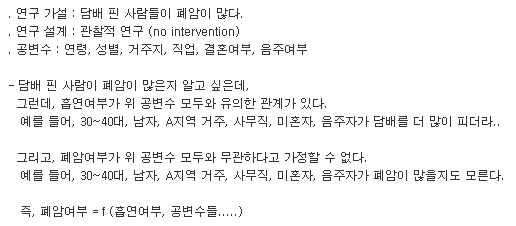 . 연구 가설 : 담배 핀 사람들이 폐암이 많다.
. 연구 설계 : 관찰적 연구 (no intervention)
. 공변수 : 연령, 성별, 거주지, 직업, 결혼여부, 음주여부
- 담배 핀 사람이 폐암이 많은지 알고 싶은데,
그런데, 흡연여부가 위 공변수 모두와 유의한 관계가 있다.
예를 들어, 30~40대, 남자, A지역 거주, 사무직, 미혼자, 음주자가 담배를 더 많이 피더라..
그리고, 폐암여부가 위 공변수 모두와 무관하다고 가정할 수 없다.
예를 들어, 30~40대, 남자, A지역 거주, 사무직, 미혼자, 음주자가 폐암이 많을지도 모른다.
즉, 폐암여부 = f (흡연여부, 공변수들.....)